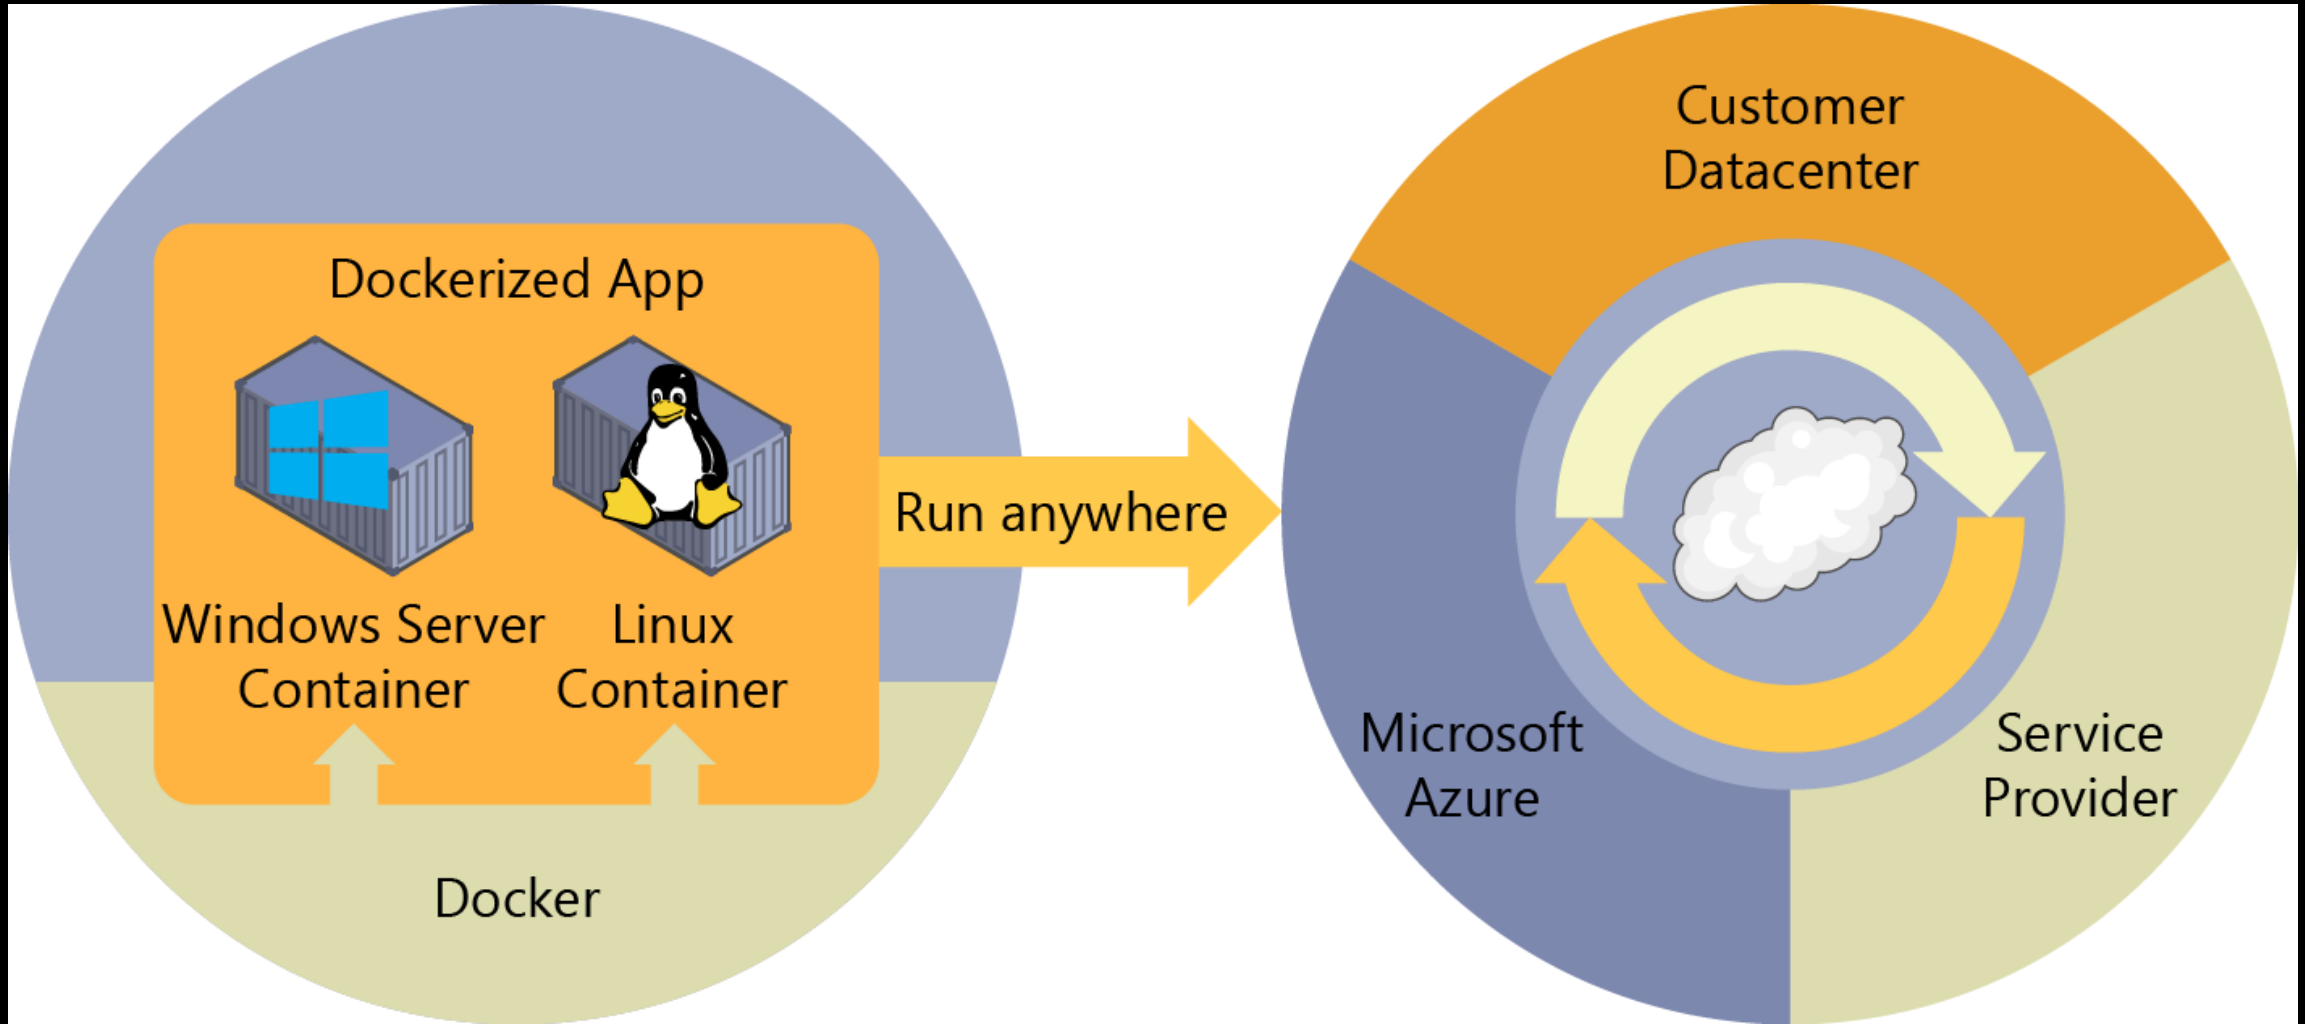 Dockerized App
Windows Server
Container
Linux
Container
Docker
Run anywhere
Customer
Datacenter
Microsoft
Azure
Service
Provider